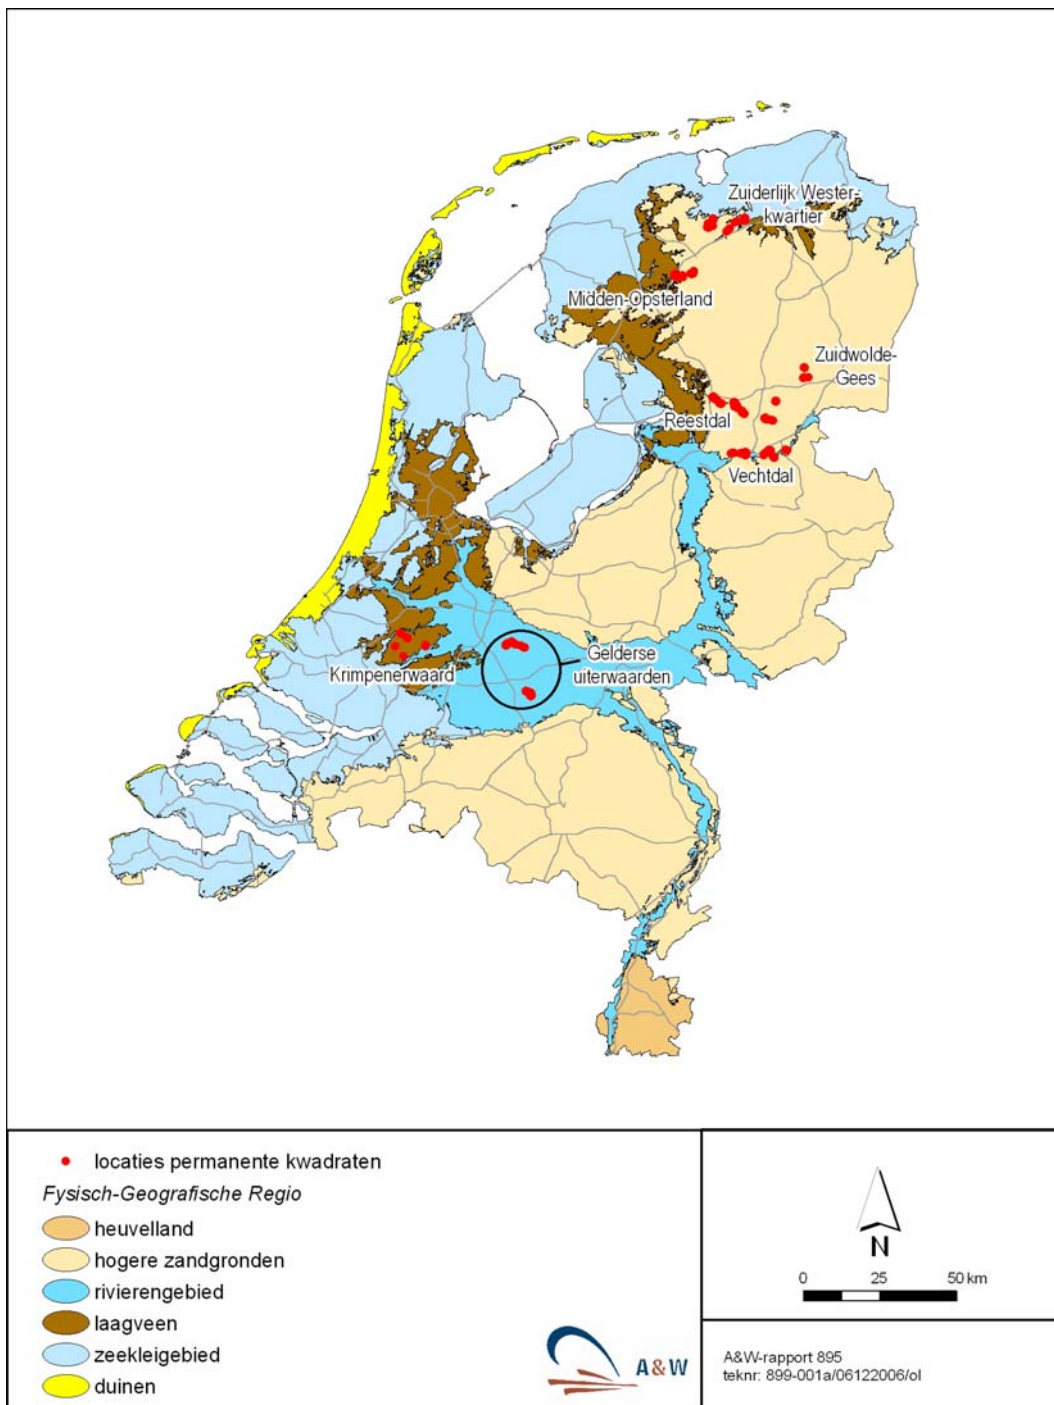 Zuiderlijk Wester-
kwartier
Midden-Opsterland
Zuidwolde-
Gees
Reestdal
Vechtdal
Gelderse
uiterwaarden
Krimpenerwaard
locaties permanente kwadraten
Fysisch-Geografische Regio
heuvelland
hogere zandgronden
rivierengebied
laagveen
zeekleigebied
duinen
A&W
N
0 25 50 km
A&W-rapport 895
teknr: 899-001a/06122006/ol